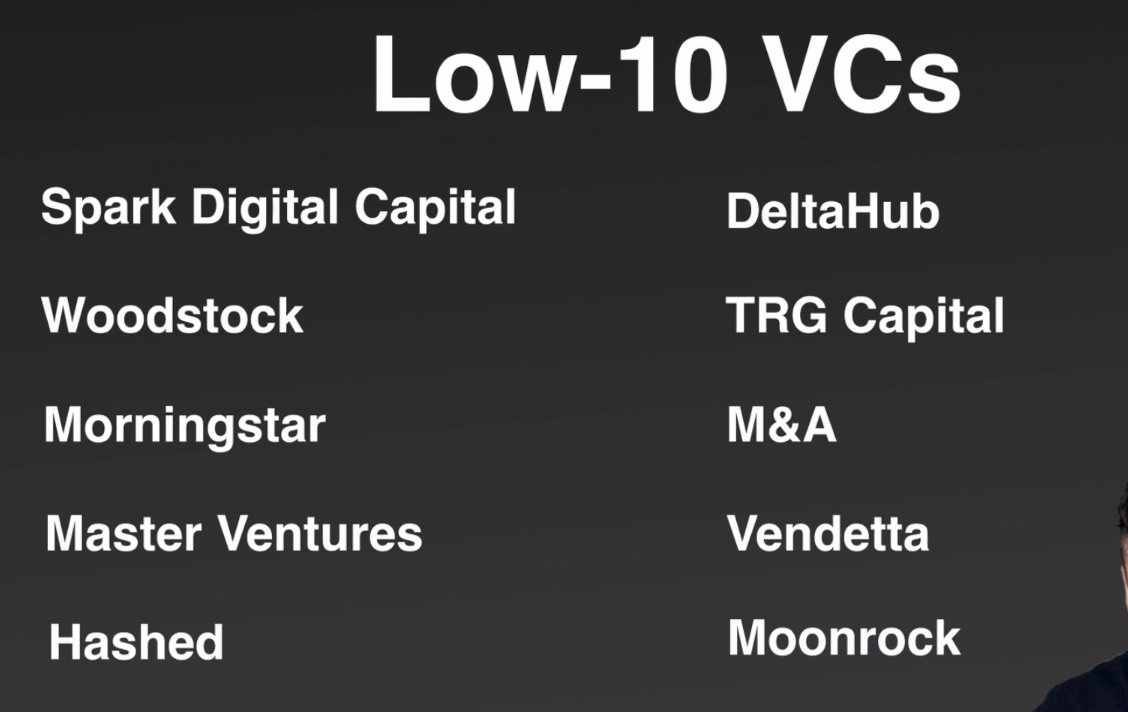 Low-10 VCs
Spark Digital Capital
Woodstock
Morningstar
Master Ventures
Hashed
DeltaHub
TRG Capital
M&A
Vendetta
Moonrock